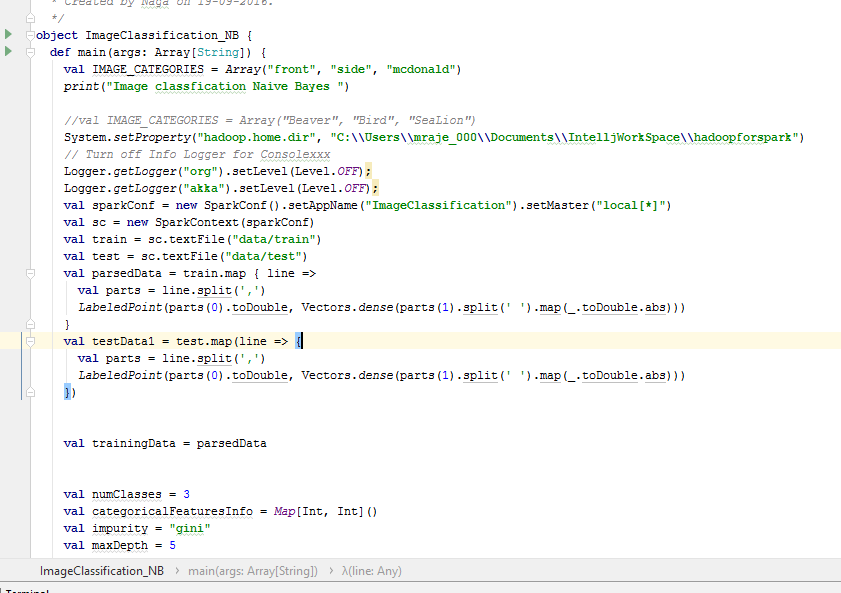 * Created by Naga on 19-09-2016.
*/
object ImageClassification_NB {
def main(args: Array[String]) {
val IMAGE_CATEGORIES = Array("front", "side", "mcdonald")
print("Image classfication Naive Bayes ")
//val IMAGE_CATEGORIES = Array("Beaver", "Bird", "SeaLion")
System.setProperty("hadoop.home.dir", "C:\\Users\\mraje_000\\Documents\\IntelljWorkSpace\\hadoopforspark")
// Turn off Info Logger for Consolexxx
Logger.getLogger("org").setLevel(Level.OFF);
Logger.getLogger("akka").setLevel(Level.OFF);
val sparkConf = new SparkConf().setAppName("ImageClassification").setMaster("local[*]")
val sc = new SparkContext(sparkConf)
val train = sc.textFile("data/train")
val test = sc.textFile("data/test")
val parsedData = train.map { line =>
val parts = line.split(',')
LabeledPoint(parts(0).toDouble, Vectors.dense(parts(1).split(' ').map(_.toDouble.abs)))
}
val testData1 = test.map(line => {
val parts = line.split(',')
LabeledPoint(parts(0).toDouble, Vectors.dense(parts(1).split(' ').map(_.toDouble.abs)))
})
val trainingData = parsedData
val numClasses = 3
val categoricalFeaturesInfo = Map[Int, Int]()
val impurity = "gini"
val maxDepth = 5
ImageClassification_NB › main(args: Array[String]) › λ(line: Any)
Terminal